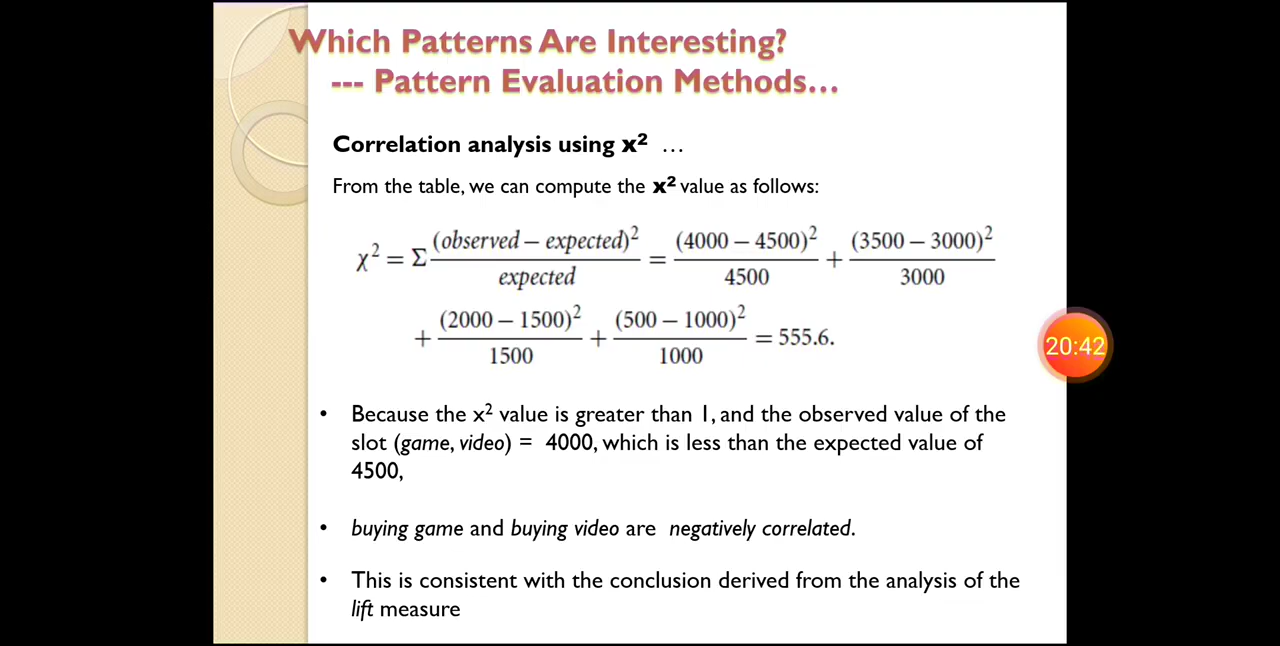 Which Patterns Are Interesting?
--- Pattern Evaluation Methods...
Correlation analysis using x² ...
From the table, we can compute the x² value as follows:
χ² = Σ (observed – expected)² / expected = (4000 – 4500)² / 4500 + (3500 – 3000)² / 3000
+ (2000 – 1500)² / 1500 + (500 – 1000)² / 1000 = 555.6.
20:42
• Because the x² value is greater than 1, and the observed value of the
slot (game, video) = 4000, which is less than the expected value of
4500,
• buying game and buying video are negatively correlated.
• This is consistent with the conclusion derived from the analysis of the
lift measure